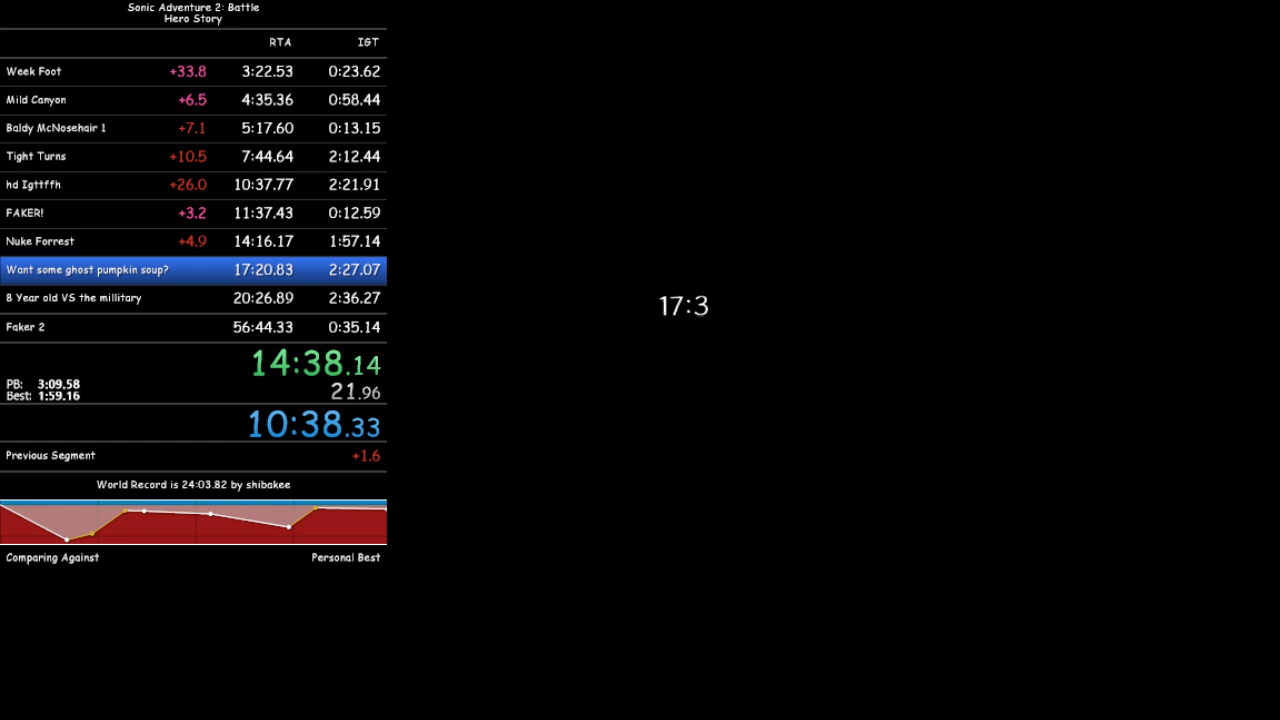 Sonic Adventure 2: Battle
Hero Story
RTA IGT
Week Foot +33.8 3:22.53 0:23.62
Mild Canyon +6.5 4:35.36 0:58.44
Baldy McNosehair 1 +7.1 5:17.60 0:13.15
Tight Turns +10.5 7:44.64 2:12.44
hd Igttffh +26.0 10:37.77 2:21.91
FAKER! +3.2 11:37.43 0:12.59
Nuke Forrest +4.9 14:16.17 1:57.14
Want some ghost pumpkin soup? 17:20.83 2:27.07
8 Year old VS the millitary 20:26.89 2:36.27
Faker 2 56:44.33 0:35.14
14:38.14
PB: 3:09.58
Best: 1:59.16
21.96
10:38.33
Previous Segment +1.6
World Record is 24:03.82 by shibakee
Comparing Against Personal Best
17:3